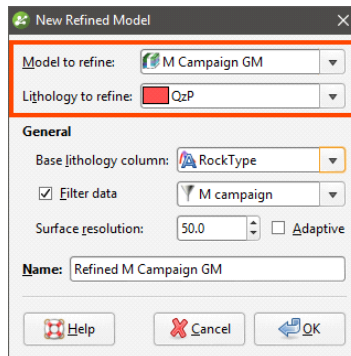 New Refined Model
Model to refine: M Campaign GM
Lithology to refine: QzP
General
Base lithology column: RockType
Filter data M campaign
Surface resolution: 50.0 Adaptive
Name: Refined M Campaign GM
Help Cancel OK